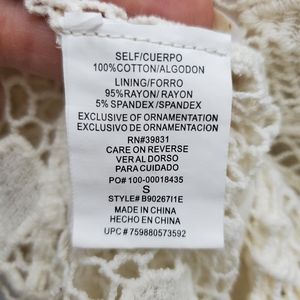 SELF/CUERPO
100%COTTON/ALGODON
LINING/FORRO
95%RAYON/RAYON
5% SPANDEX/SPANDEX
EXCLUSIVE OF ORNAMENTATION
EXCLUSIVO DE ORNAMENTACIÓN
RN#39831
CARE ON REVERSE
VER AL DORSO
PARA CUIDADO
PO# 100-00018435
S
STYLE# B90267I1E
MADE IN CHINA
HECHO EN CHINA
UPC # 759880573592